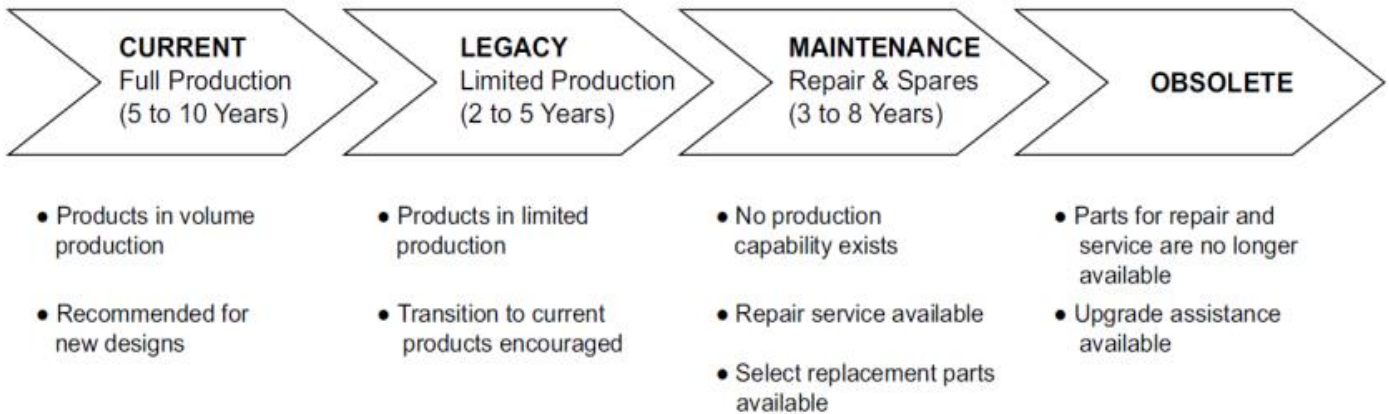 CURRENT
Full Production
(5 to 10 Years)
LEGACY
Limited Production
(2 to 5 Years)
MAINTENANCE
Repair & Spares
(3 to 8 Years)
OBSOLETE
● Products in volume
production
● Recommended for
new designs
● Products in limited
production
● Transition to current
products encouraged
● No production
capability exists
● Repair service available
● Select replacement parts
available
● Parts for repair and
service are no longer
available
● Upgrade assistance
available